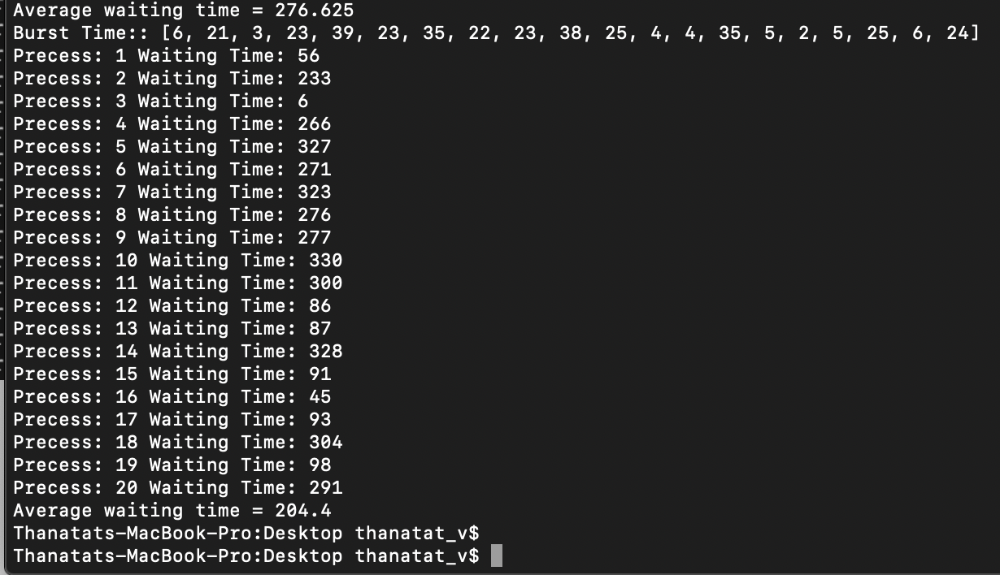 Average waiting time = 276.625
Burst Time:: [6, 21, 3, 23, 39, 23, 35, 22, 23, 38, 25, 4, 4, 35, 5, 2, 5, 25, 6, 24]
Precess: 1 Waiting Time: 56
Precess: 2 Waiting Time: 233
Precess: 3 Waiting Time: 6
Precess: 4 Waiting Time: 266
Precess: 5 Waiting Time: 327
Precess: 6 Waiting Time: 271
Precess: 7 Waiting Time: 323
Precess: 8 Waiting Time: 276
Precess: 9 Waiting Time: 277
Precess: 10 Waiting Time: 330
Precess: 11 Waiting Time: 300
Precess: 12 Waiting Time: 86
Precess: 13 Waiting Time: 87
Precess: 14 Waiting Time: 328
Precess: 15 Waiting Time: 91
Precess: 16 Waiting Time: 45
Precess: 17 Waiting Time: 93
Precess: 18 Waiting Time: 304
Precess: 19 Waiting Time: 98
Precess: 20 Waiting Time: 291
Average waiting time = 204.4
Thanatats-MacBook-Pro:Desktop thanatat_v$
Thanatats-MacBook-Pro:Desktop thanatat_v$